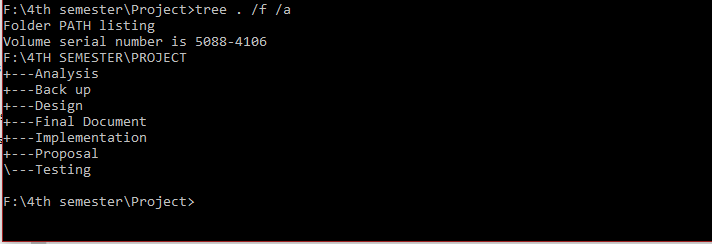 F:\4th semester\Project>tree . /f /a
Folder PATH listing
Volume serial number is 5088-4106
F:\4TH SEMESTER\PROJECT
+---Analysis
+---Back up
+---Design
+---Final Document
+---Implementation
+---Proposal
\---Testing
F:\4th semester\Project>